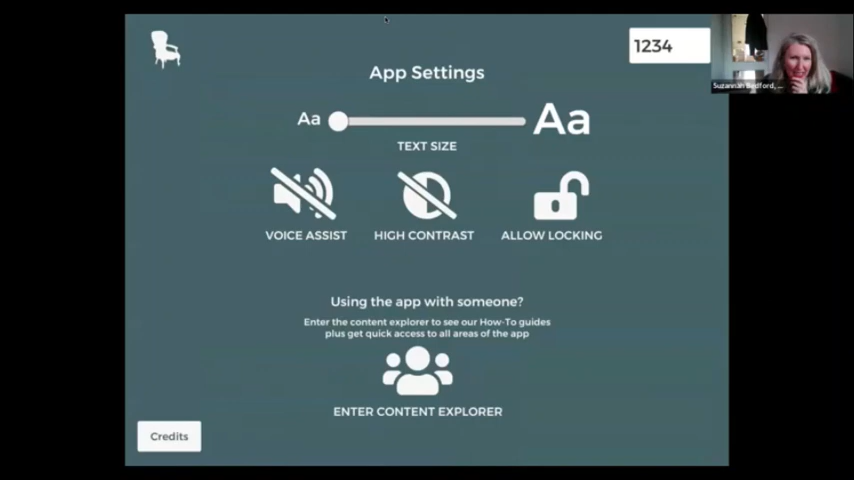 1234
Suzannah Bedford, ...
App Settings
Aa Aa
TEXT SIZE
VOICE ASSIST HIGH CONTRAST ALLOW LOCKING
Using the app with someone?
Enter the content explorer to see our How-To guides
plus get quick access to all areas of the app
ENTER CONTENT EXPLORER
Credits